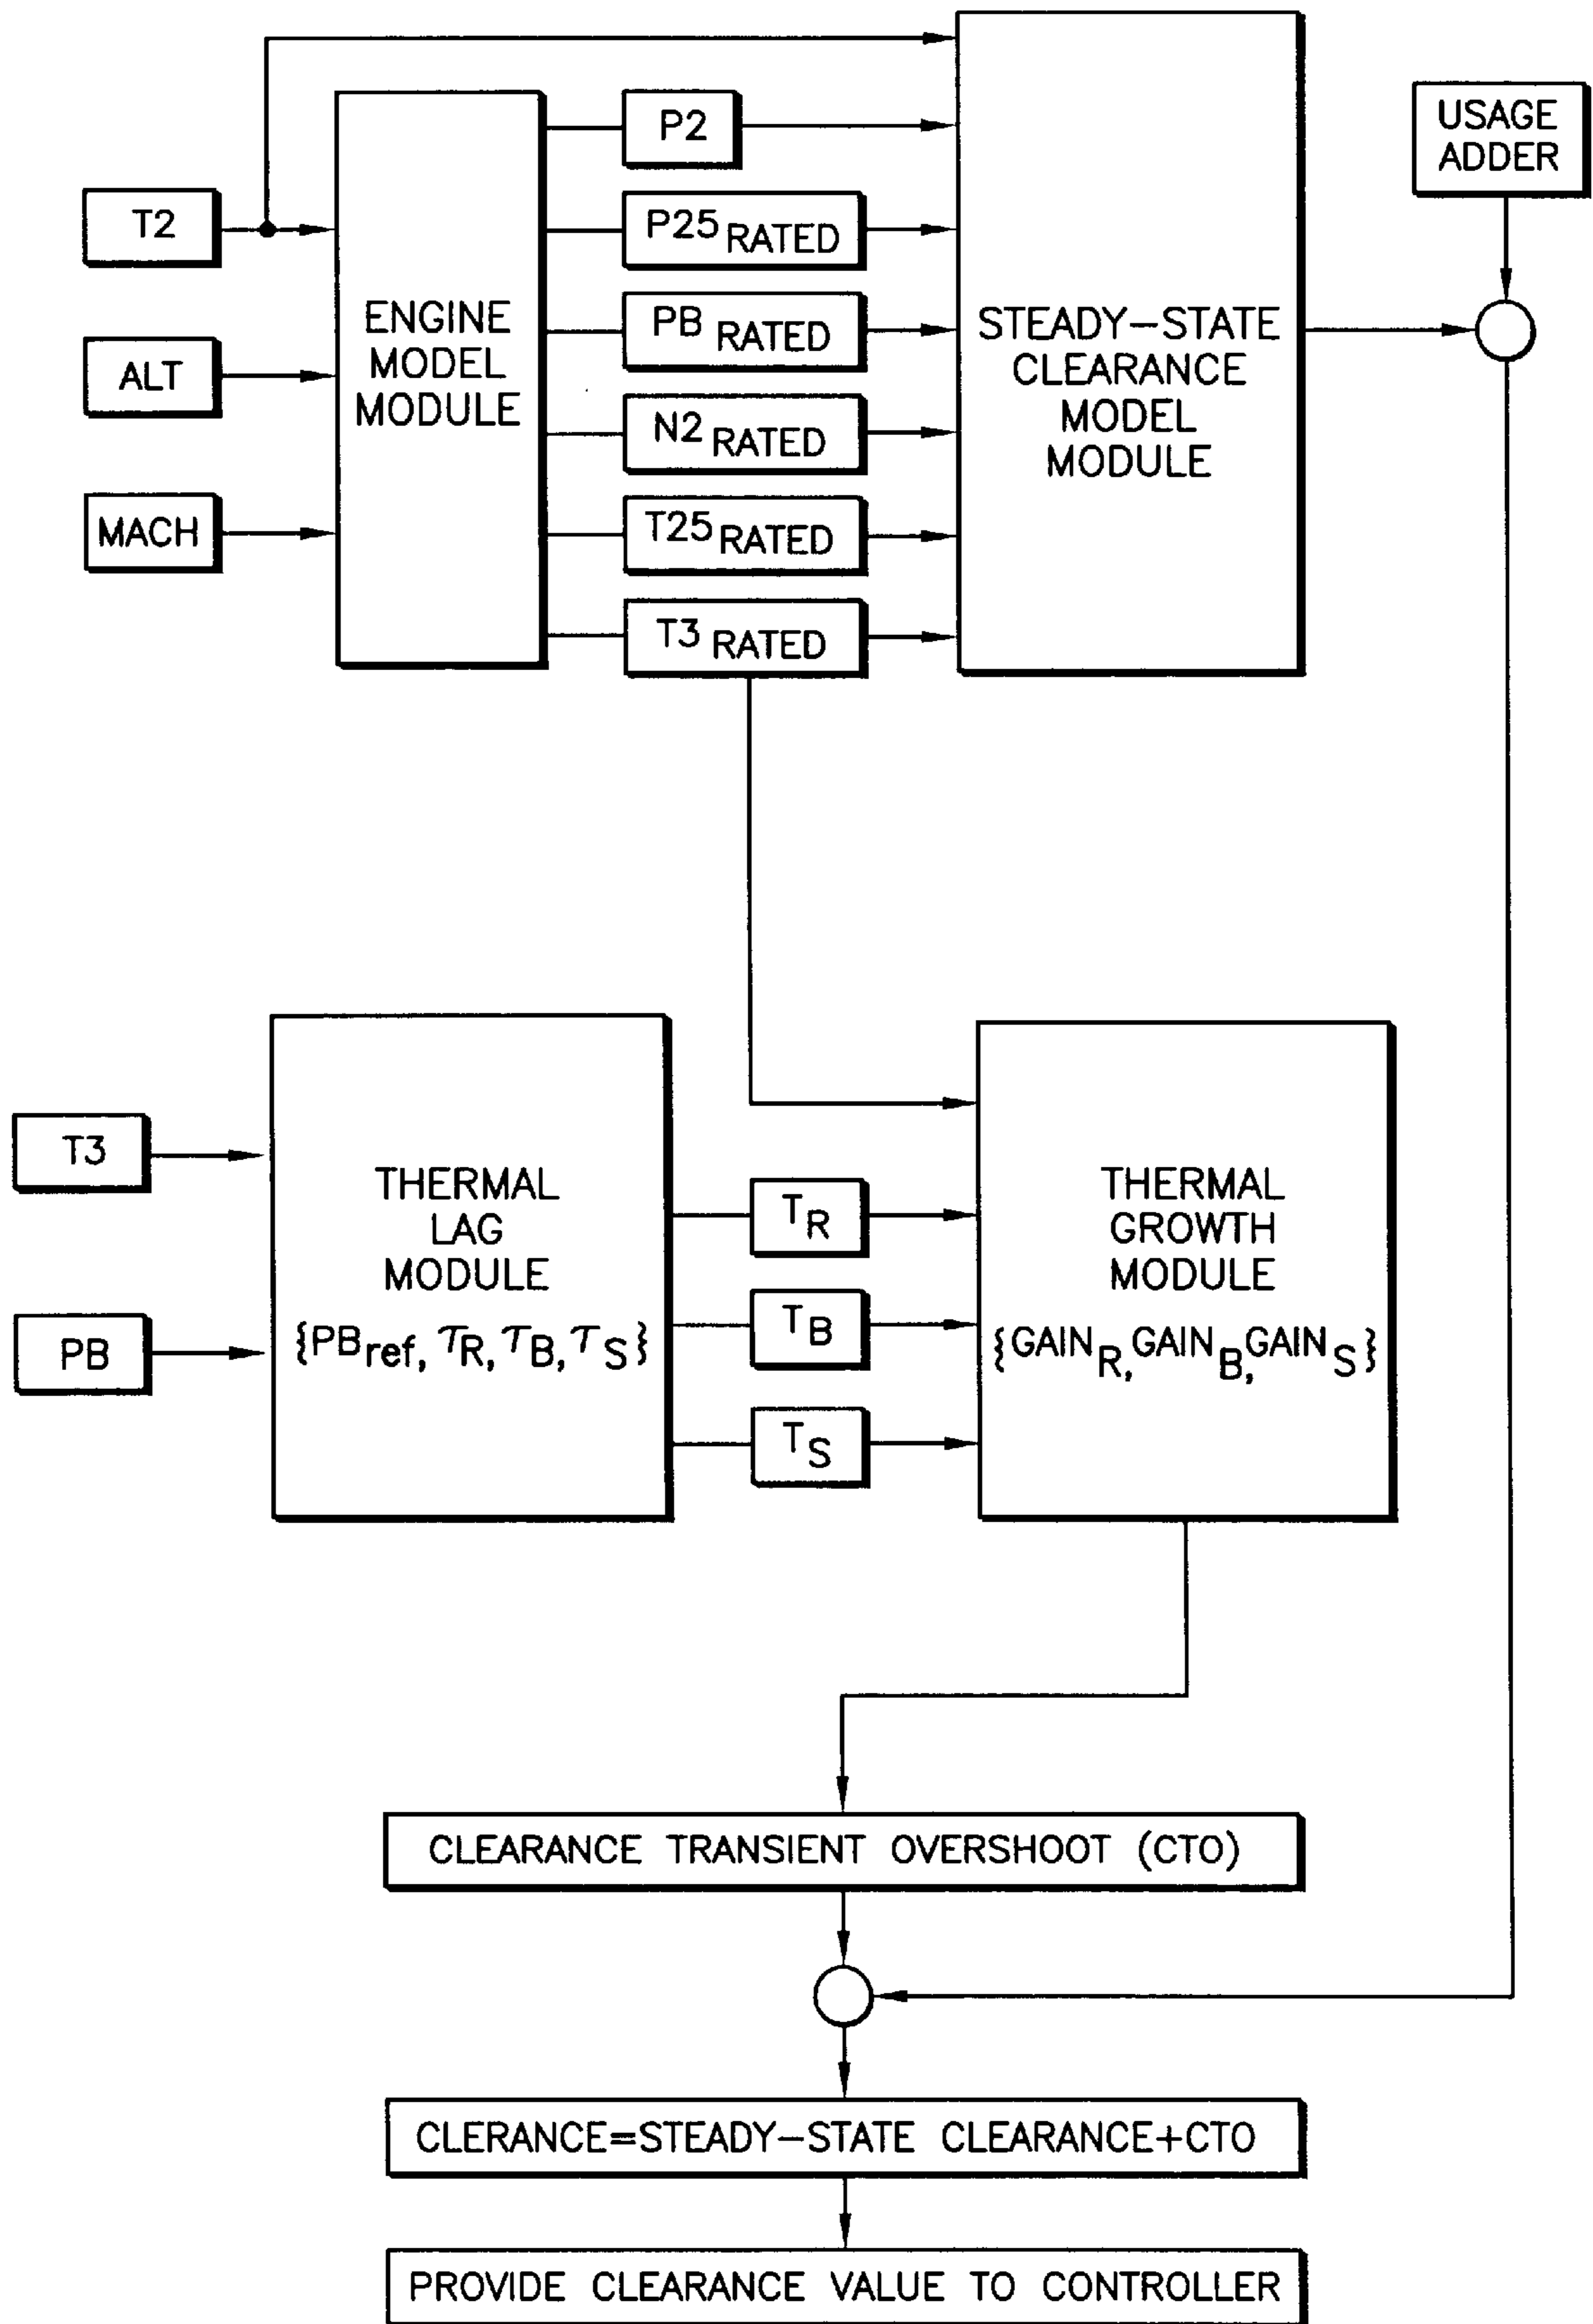 P2
USAGE
ADDER
T2
P25 RATED
ENGINE
MODEL
MODULE
PB RATED
STEADY-STATE
CLEARANCE
MODEL
MODULE
ALT
N2 RATED
MACH
T25 RATED
T3 RATED
T3
THERMAL
LAG
MODULE
{PBref, τR, τB, τS}
TR
THERMAL
GROWTH
MODULE
{GAINR, GAINB, GAINS}
PB
TB
TS
CLEARANCE TRANSIENT OVERSHOOT (CTO)
CLERANCE=STEADY-STATE CLEARANCE+CTO
PROVIDE CLEARANCE VALUE TO CONTROLLER